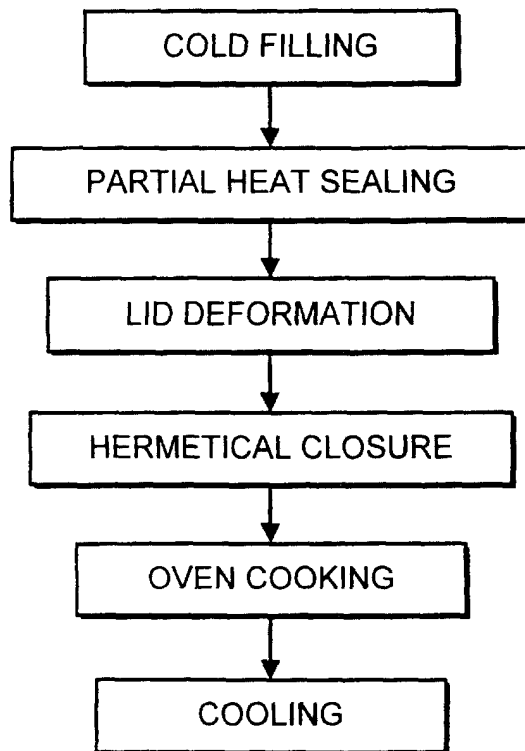 COLD FILLING
PARTIAL HEAT SEALING
LID DEFORMATION
HERMETICAL CLOSURE
OVEN COOKING
COOLING